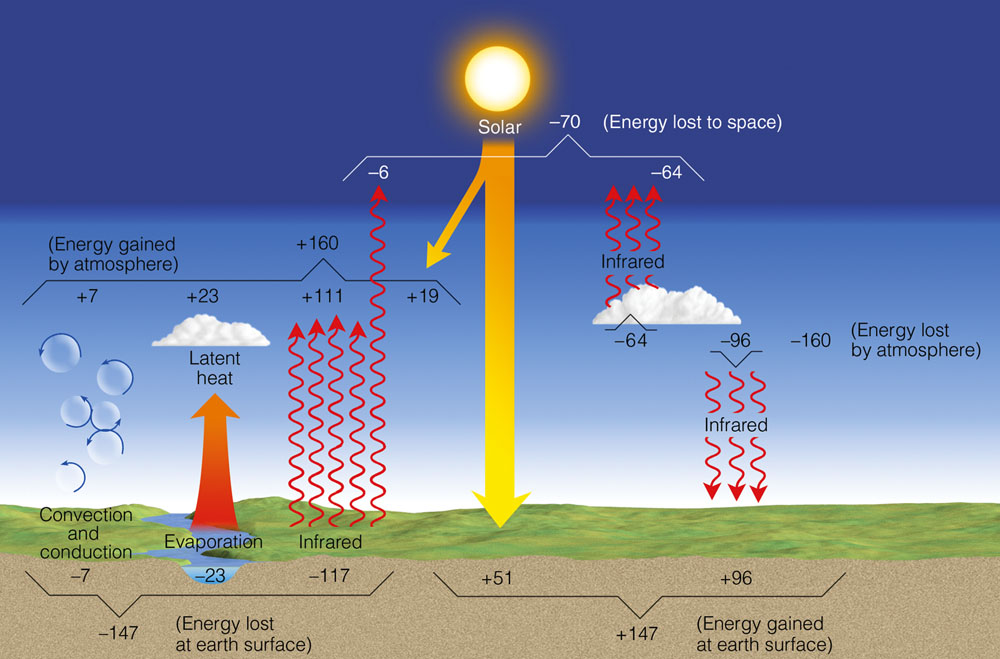 Solar
–70 (Energy lost to space)
–6
–64
(Energy gained
by atmosphere)
+160
+7 +23 +111 +19
Infrared
Latent
heat
–64 –96 –160
(Energy lost
by atmosphere)
Infrared
Convection
and
conduction
Evaporation
Infrared
–7 –23 –117
+51 +96
–147
(Energy lost
at earth surface)
+147
(Energy gained
at earth surface)